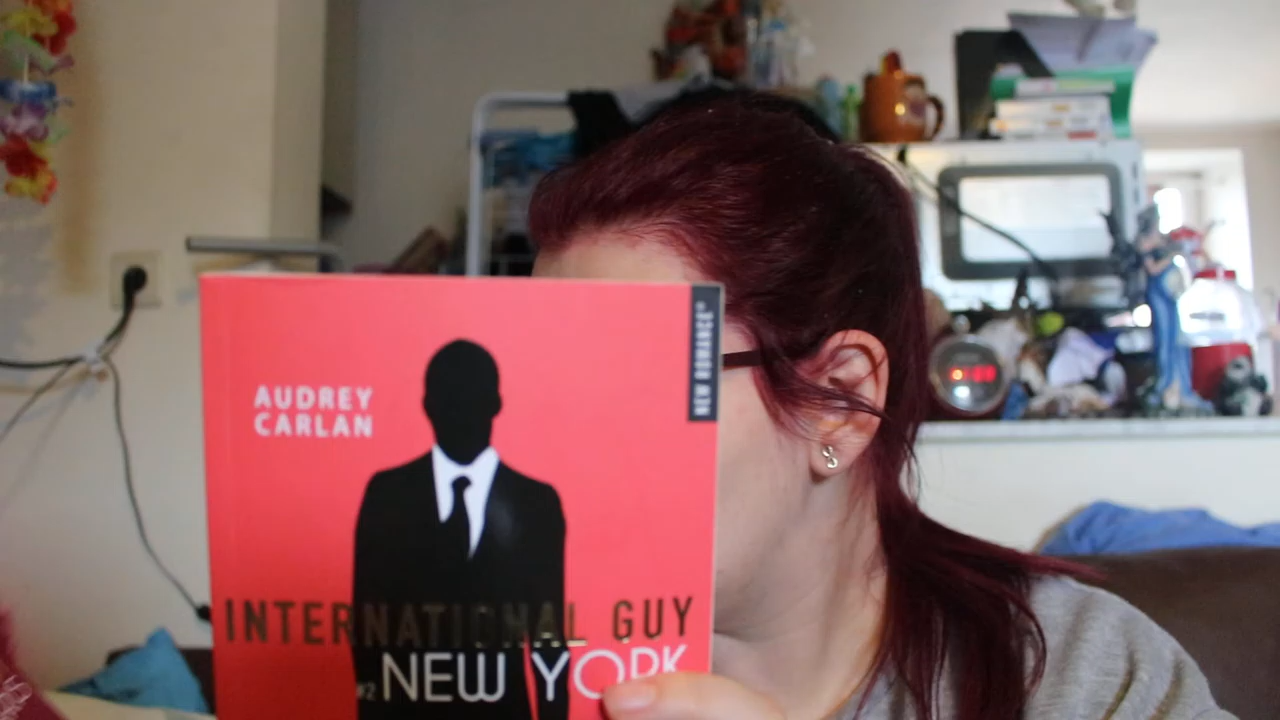 AUDREY
CARLAN
NEW ROMANCE®
INTERNATIONAL GUY
#2 NEW YORK